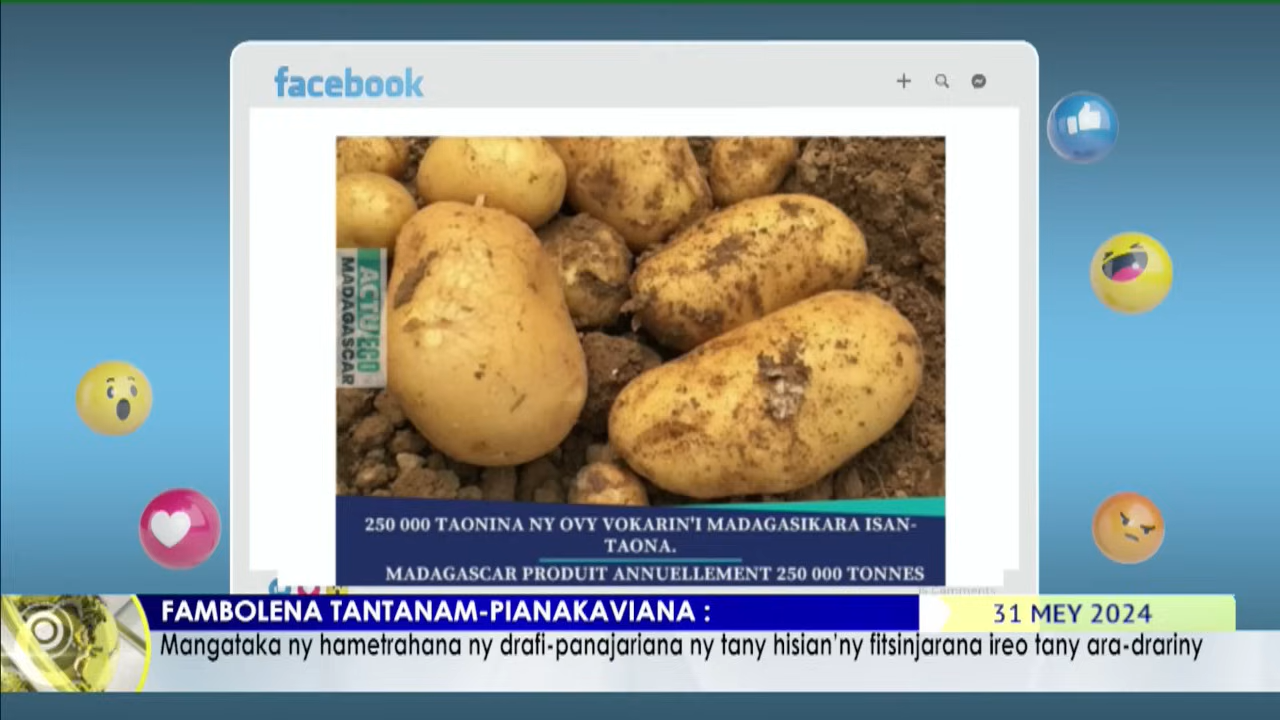 facebook
ACTU/ECO
MADAGASCAR
250 000 TAONINA NY OVY VOKARIN'I MADAGASIKARA ISAN-
TAONA.
MADAGASCAR PRODUIT ANNUELLEMENT 250 000 TONNES
Comments
FAMBOLENA TANTANAM-PIANAKAVIANA :
31 MEY 2024
Mangataka ny hametrahana ny drafi-panajariana ny tany hisian'ny fitsinjarana ireo tany ara-drariny